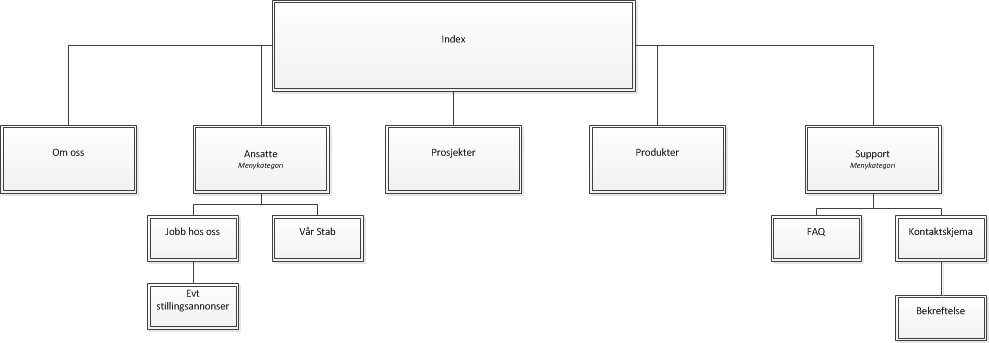 Index
Om oss
Ansatte
Menykategori
Prosjekter
Produkter
Support
Menykategori
Jobb hos oss
Vår Stab
FAQ
Kontaktskjema
Evt
stillingsannonser
Bekreftelse